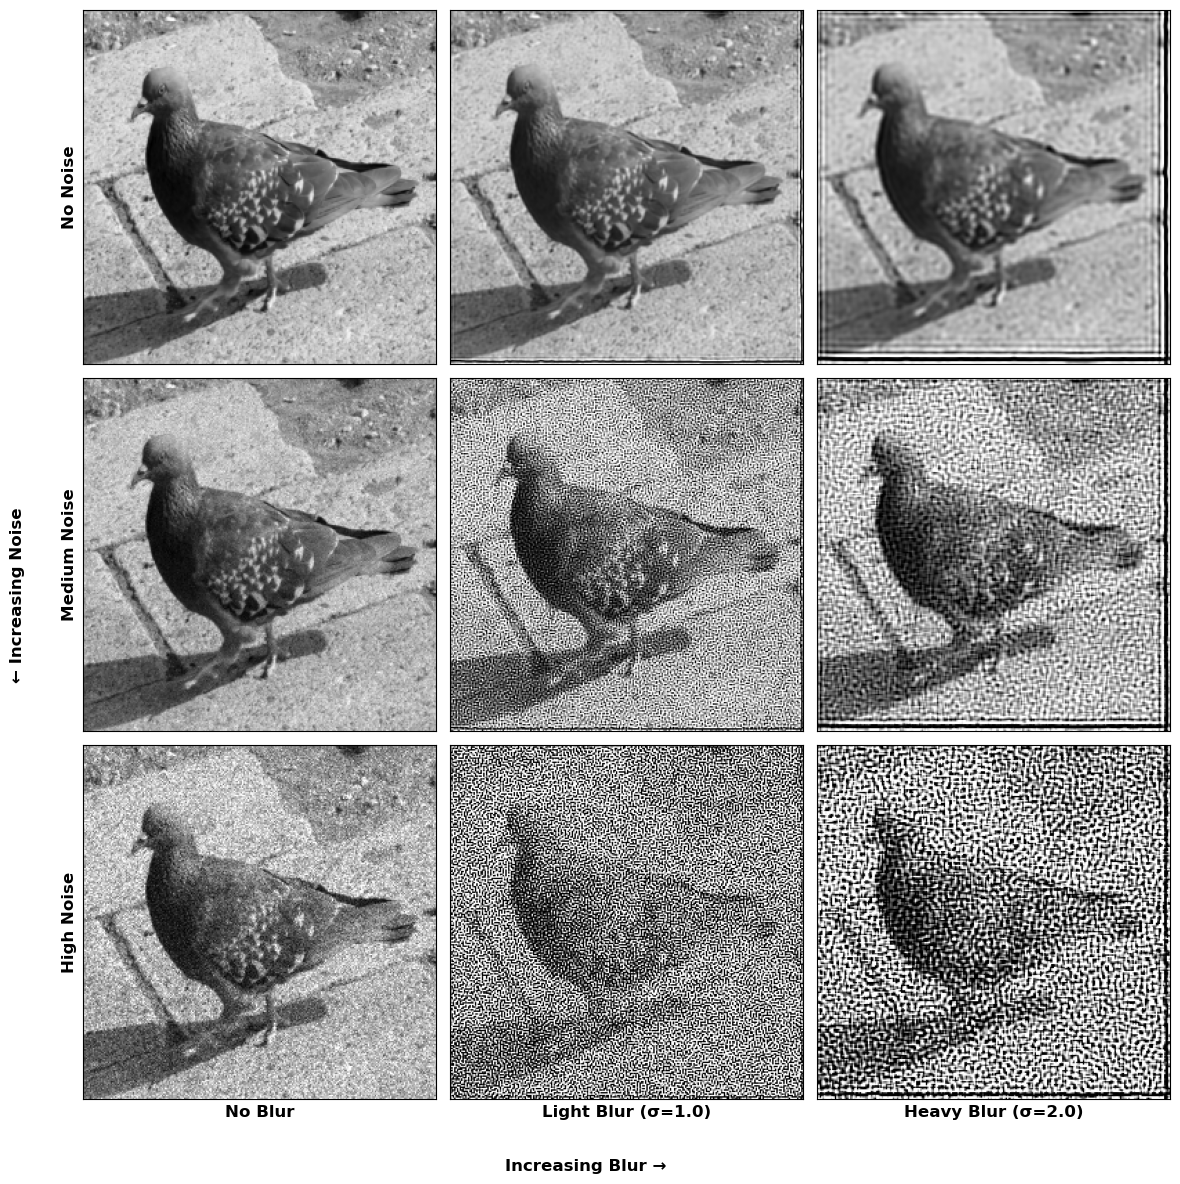 No Noise
← Increasing Noise
Medium Noise
High Noise
No Blur
Light Blur (σ=1.0)
Heavy Blur (σ=2.0)
Increasing Blur →